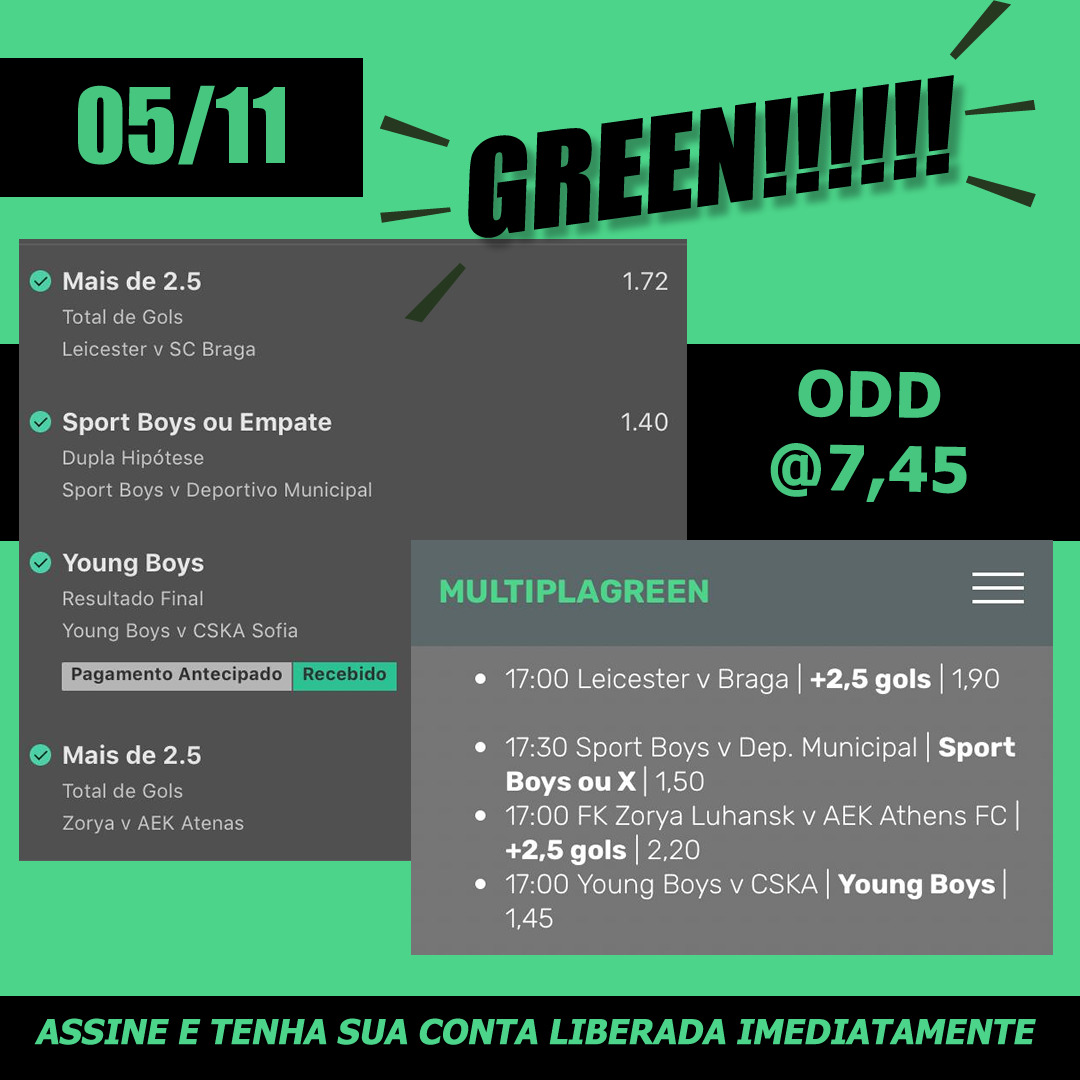 05/11
GREEN!!!!!!
Mais de 2.5 1.72
Total de Gols
Leicester v SC Braga
Sport Boys ou Empate 1.40
Dupla Hipótese
Sport Boys v Deportivo Municipal
ODD
@7,45
Young Boys
Resultado Final
Young Boys v CSKA Sofia
Pagamento Antecipado Recebido
Mais de 2.5
Total de Gols
Zorya v AEK Atenas
MULTIPLAGREEN
• 17:00 Leicester v Braga | +2,5 gols | 1,90
• 17:30 Sport Boys v Dep. Municipal | Sport
Boys ou X | 1,50
• 17:00 FK Zorya Luhansk v AEK Athens FC |
+2,5 gols | 2,20
• 17:00 Young Boys v CSKA | Young Boys |
1,45
ASSINE E TENHA SUA CONTA LIBERADA IMEDIATAMENTE